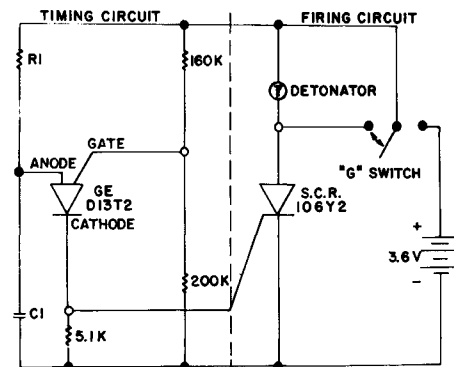 TIMING CIRCUIT
FIRING CIRCUIT
R1
160K
DETONATOR
GATE
ANODE
"G" SWITCH
GE
D13T2
S.C.R.
106Y2
CATHODE
+
3.6V
-
200K
C1
5.1K